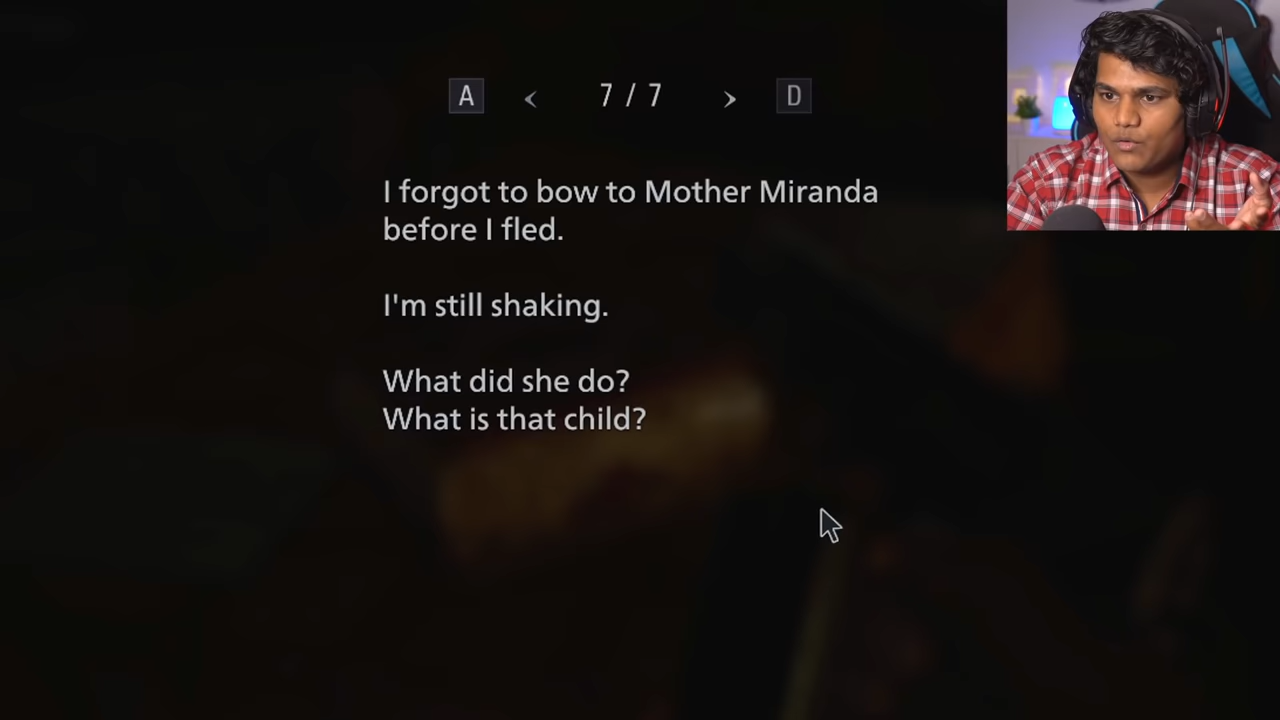 A < 7 / 7 > D
I forgot to bow to Mother Miranda
before I fled.
I'm still shaking.
What did she do?
What is that child?